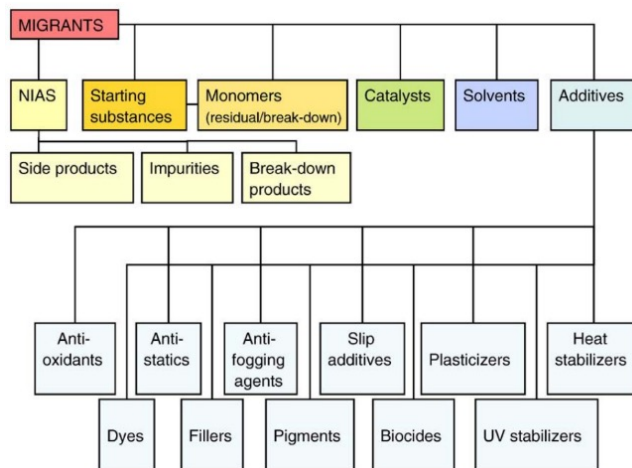 MIGRANTS
NIAS
Starting
substances
Monomers
(residual/break-down)
Catalysts
Solvents
Additives
Side products
Impurities
Break-down
products
Anti-
oxidants
Anti-
statics
Anti-
fogging
agents
Slip
additives
Plasticizers
Heat
stabilizers
Dyes
Fillers
Pigments
Biocides
UV stabilizers